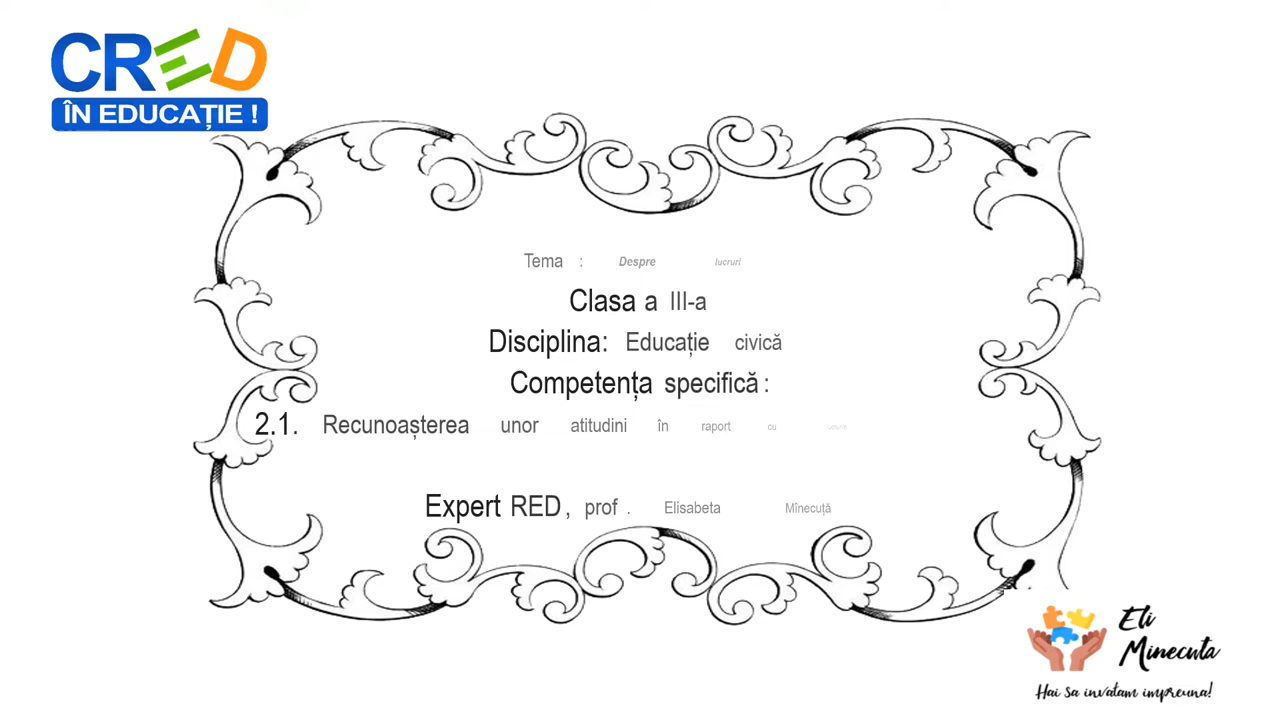 CRED
ÎN EDUCAȚIE !
Tema : Despre lucruri
Clasa a III-a
Disciplina: Educație civică
Competența specifică :
2.1. Recunoașterea unor atitudini în raport cu
Expert RED, prof . Elisabeta Mînecuță
Eli
Minecuta
Hai sa invatam impreuna!